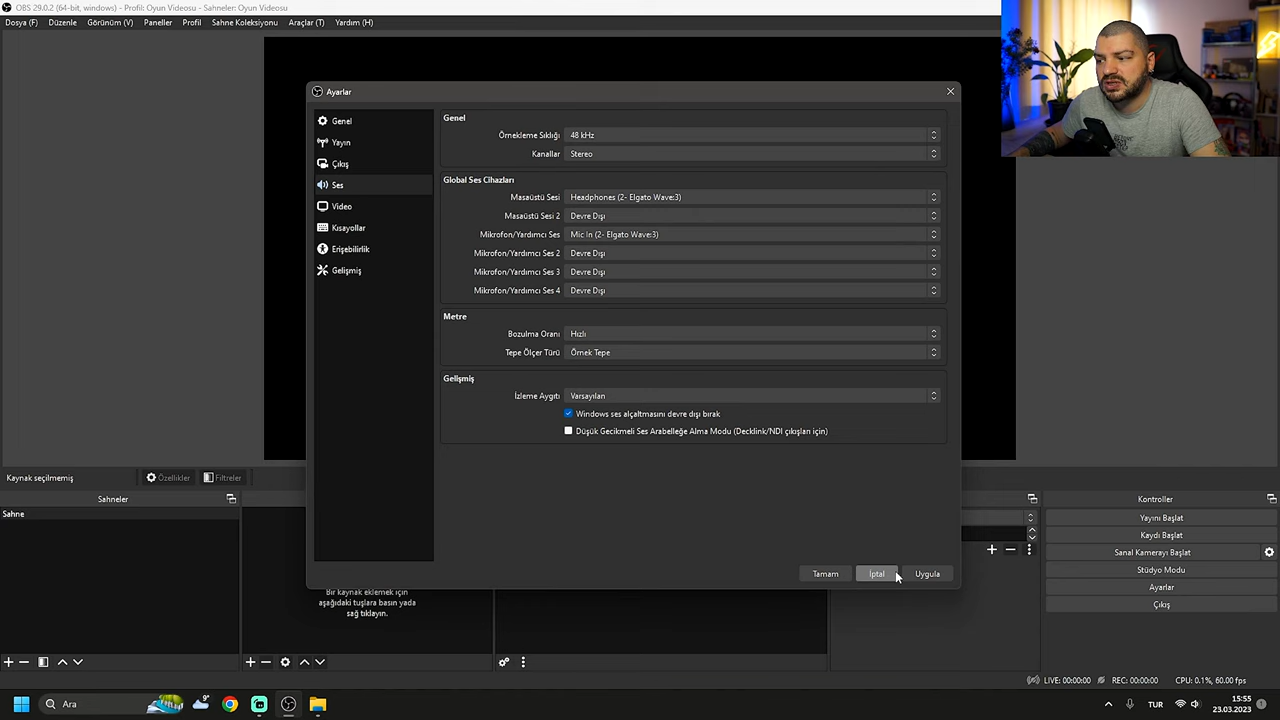 OBS 29.0.2 (64-bit, windows) - Profil: Oyun Videosu - Sahneler: Oyun Videosu
Dosya (F) Düzenle Görünüm (V) Paneller Profil Sahne Koleksiyonu Araçlar (T) Yardım (H)
Ayarlar
Genel
Yayın
Çıkış
Ses
Video
Kısayollar
Erişebilirlik
Gelişmiş
Genel
Örnekleme Sıklığı 48 kHz
Kanallar Stereo
Global Ses Cihazları
Masaüstü Sesi Headphones (2- Elgato Wave:3)
Masaüstü Sesi 2 Devre Dışı
Mikrofon/Yardımcı Ses Mic In (2- Elgato Wave:3)
Mikrofon/Yardımcı Ses 2 Devre Dışı
Mikrofon/Yardımcı Ses 3 Devre Dışı
Mikrofon/Yardımcı Ses 4 Devre Dışı
Metre
Bozulma Oranı Hızlı
Tepe Ölçer Türü Örnek Tepe
Gelişmiş
İzleme Aygıtı Varsayılan
Windows ses alçaltmasını devre dışı bırak
Düşük Gecikmeli Ses Arabelleğe Alma Modu (Decklink/NDI çıkışları için)
Tamam İptal Uygula
Kaynak seçilmemiş Özellikler Filtreler
Sahneler
Sahne
Bir kaynak eklemek için
aşağıdaki tuşlara basın yada
sağ tıklayın.
Kontroller
Yayını Başlat
Kaydı Başlat
Sanal Kamerayı Başlat
Stüdyo Modu
Ayarlar
Çıkış
LIVE: 00:00:00 REC: 00:00:00 CPU: 0.1%, 60.00 fps
Ara
9°
TUR
15:55
23.03.2023